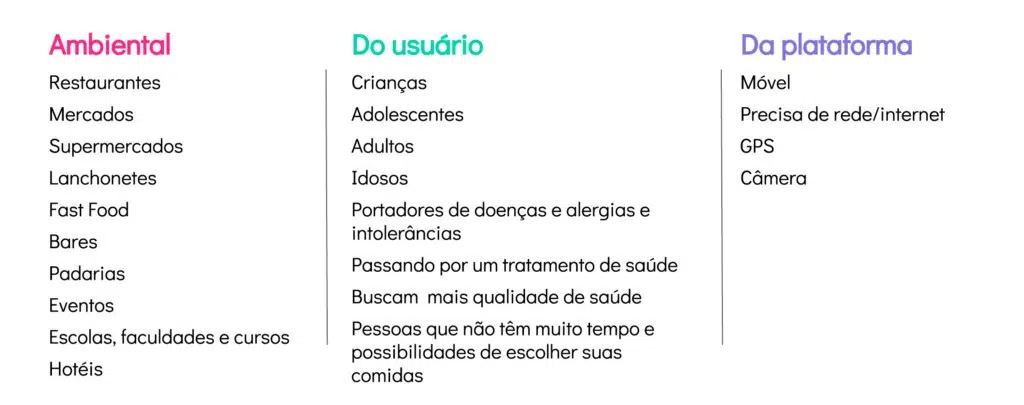 Ambiental
Restaurantes
Mercados
Supermercados
Lanchonetes
Fast Food
Bares
Padarias
Eventos
Escolas, faculdades e cursos
Hotéis
Do usuário
Crianças
Adolescentes
Adultos
Idosos
Portadores de doenças e alergias e
intolerâncias
Passando por um tratamento de saúde
Buscam mais qualidade de saúde
Pessoas que não têm muito tempo e
possibilidades de escolher suas
comidas
Da plataforma
Móvel
Precisa de rede/internet
GPS
Câmera